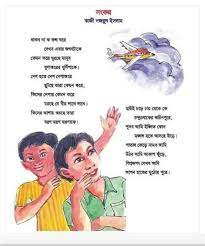 সংকল্প
কাজী নজরুল ইসলাম
থাকব না ক' বদ্ধ ঘরে
দেখব এবার জগৎটাকে
কেমন করে ঘুরছে মানুষ
যুগান্তরের ঘূর্ণিপাকে।
দেশ হতে দেশ দেশান্তরে
ছুটছে তারা কেমন করে,
কিসের নেশায় কেমন করে
মরছে যে বীর লাখে লাখে।
কিসের আশায় করছে তারা
বরণ মরণ যন্ত্রণাকে।
হাউই চড়ে চায় যেতে কে
চন্দ্রলোকের অচিনপুরে,
শুনব আমি ইঙ্গিত কোন
মঙ্গল হতে আসছে উড়ে।
পাতাল ফেড়ে নামব আমি
উঠব আমি আকাশ ফুঁড়ে,
বিশ্বজগৎ দেখব আমি
আপন হাতের মুঠোয় পুরে।